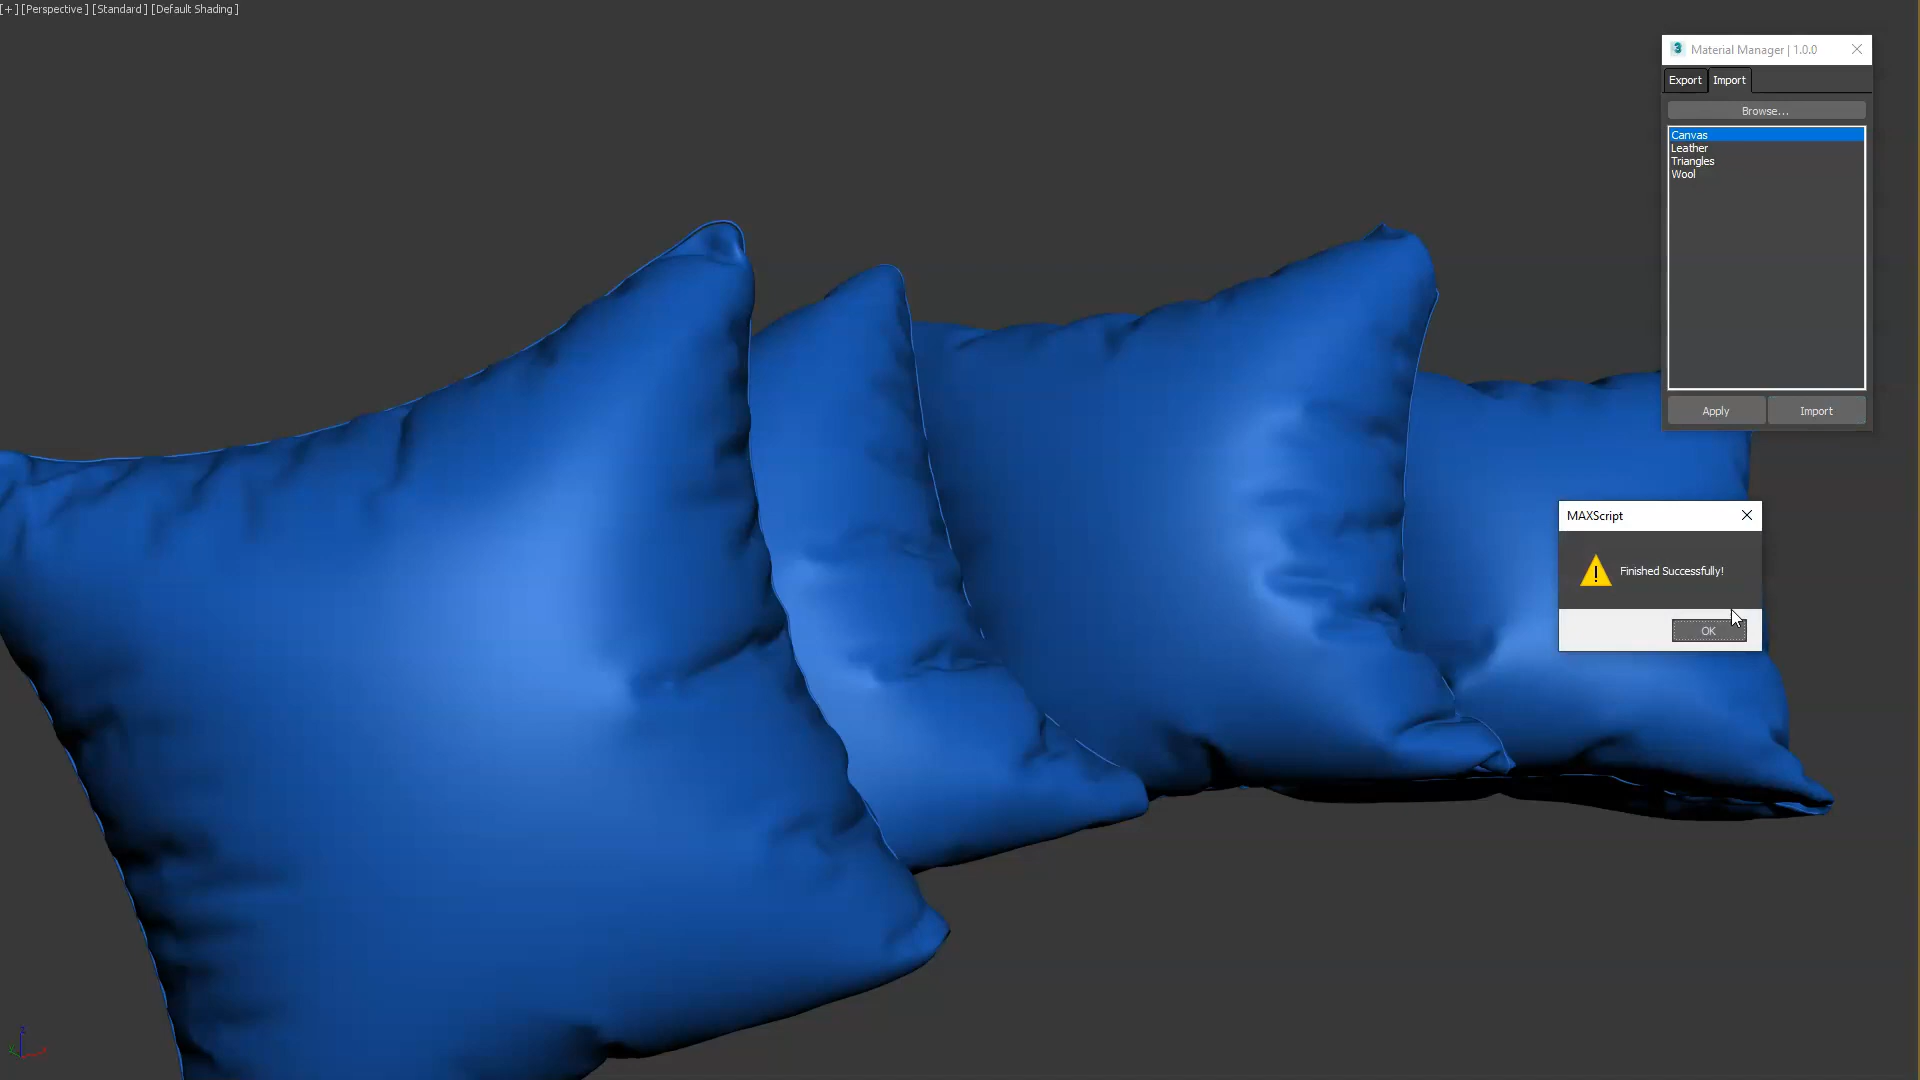 [+] [Perspective] [Standard] [Default Shading]
3 Material Manager | 1.0.0
Export Import
Browse...
Canvas
Leather
Triangles
Wool
Apply Import
MAXScript
Finished Successfully!
OK